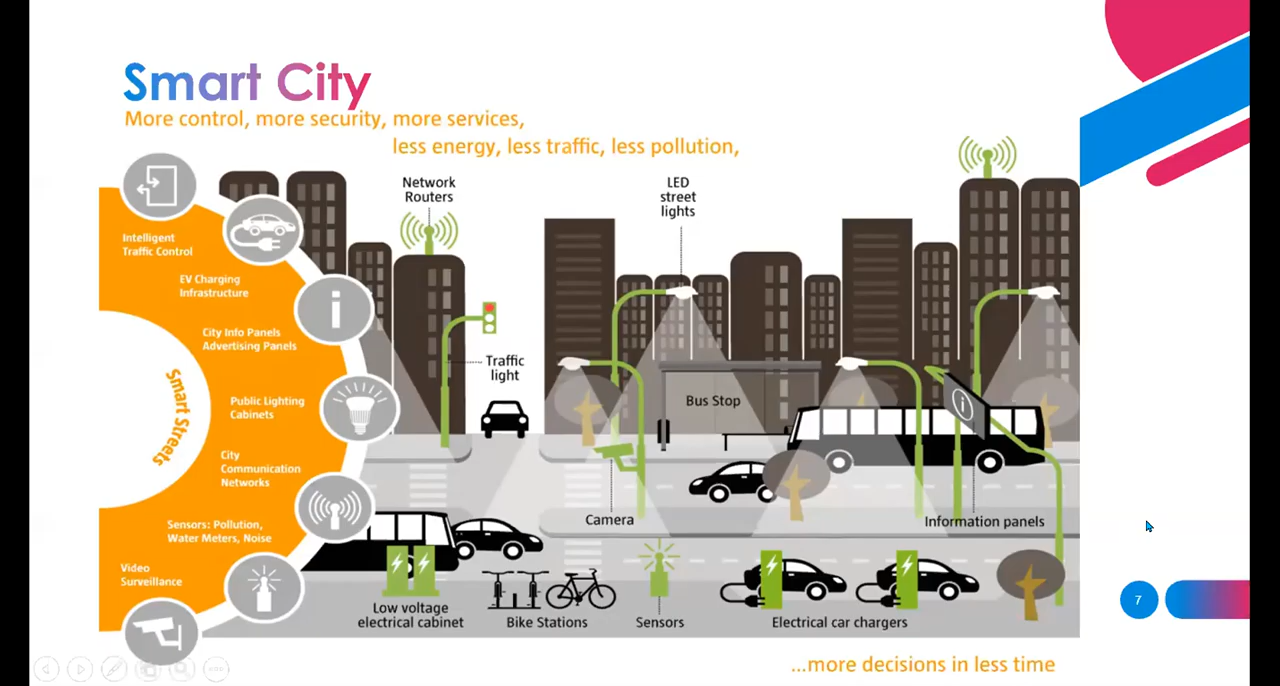 Smart City
More control, more security, more services,
less energy, less traffic, less pollution,
Intelligent
Traffic Control
EV Charging
Infrastructure
City Info Panels
Advertising Panels
Smart Streets
Public Lighting
Cabinets
City
Communication
Networks
Sensors: Pollution,
Water Meters, Noise
Video
Surveillance
i
Network
Routers
LED
street
lights
Traffic
light
Bus Stop
i
Camera
Information panels
Low voltage
electrical cabinet
Bike Stations
Sensors
Electrical car chargers
7
...more decisions in less time